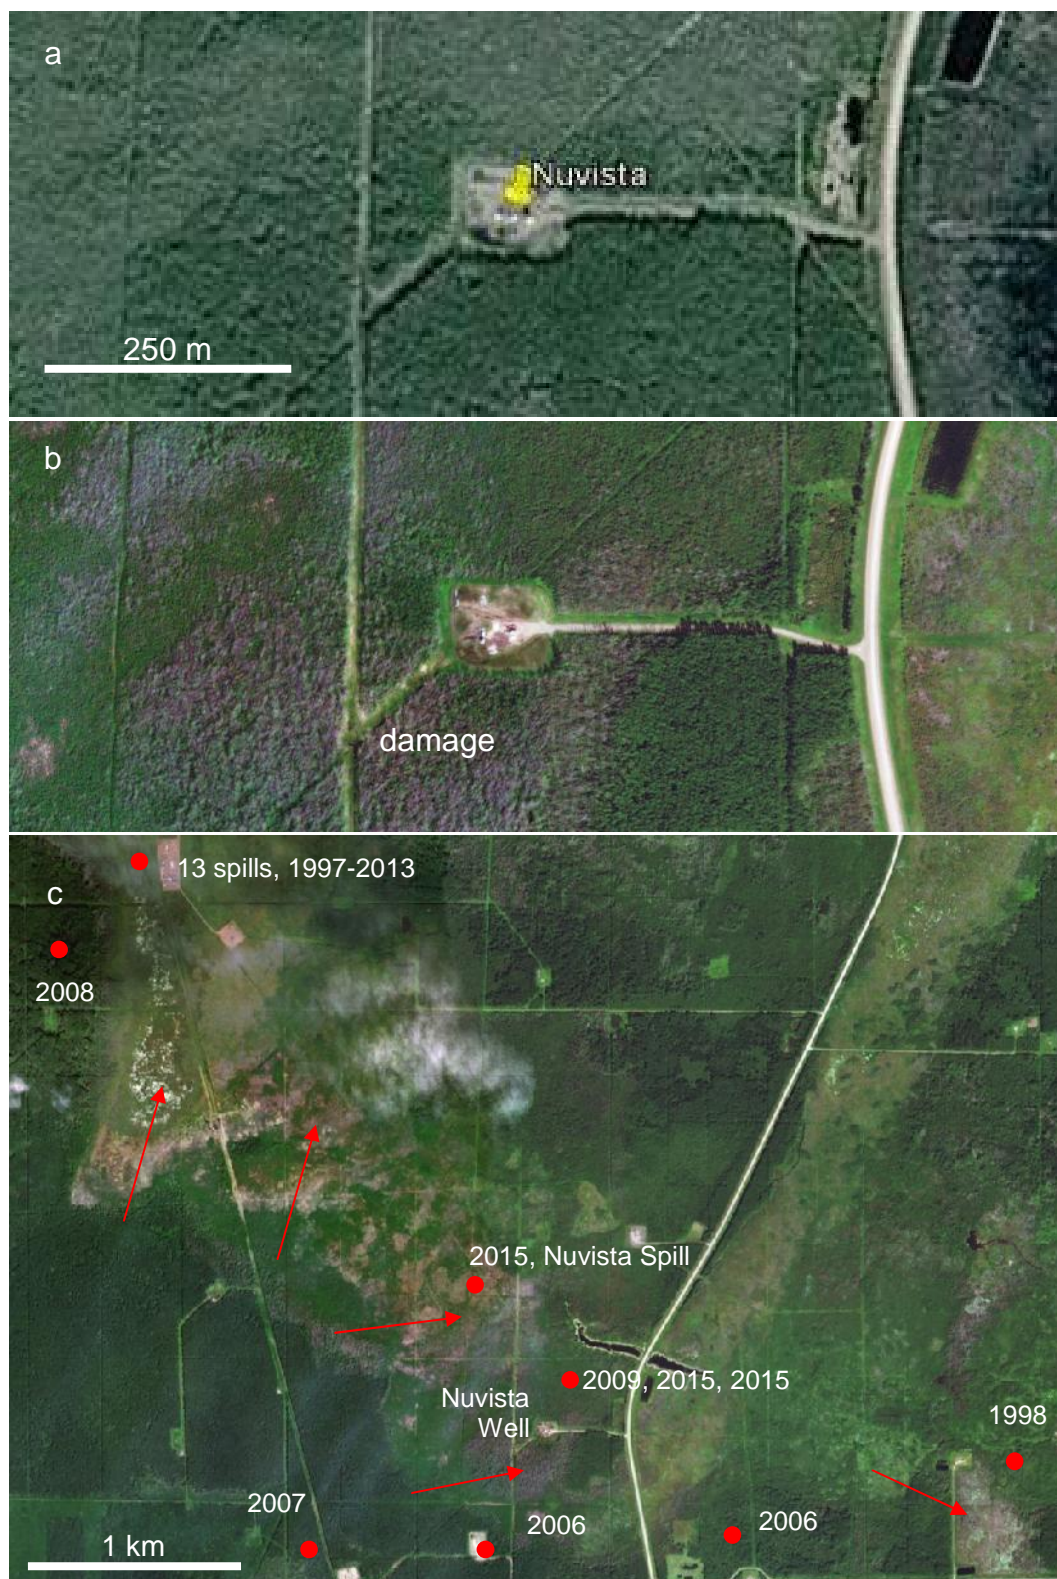 a
Nuvista
250 m
b
damage
c
13 spills, 1997-2013
2008
2015, Nuvista Spill
2009, 2015, 2015
Nuvista
Well
1998
2007
2006
2006
1 km